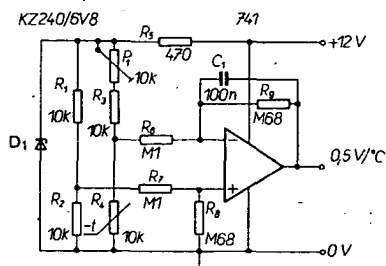 KZ240/6V8
741
R5
470
+12V
P1
10k
C1
100n
R1
10k
R3
10k
R9
M68
R6
M1
D1
0,5 V/°C
R7
M1
R2
10k
-t
R4
10k
R8
M68
0 V
−
+